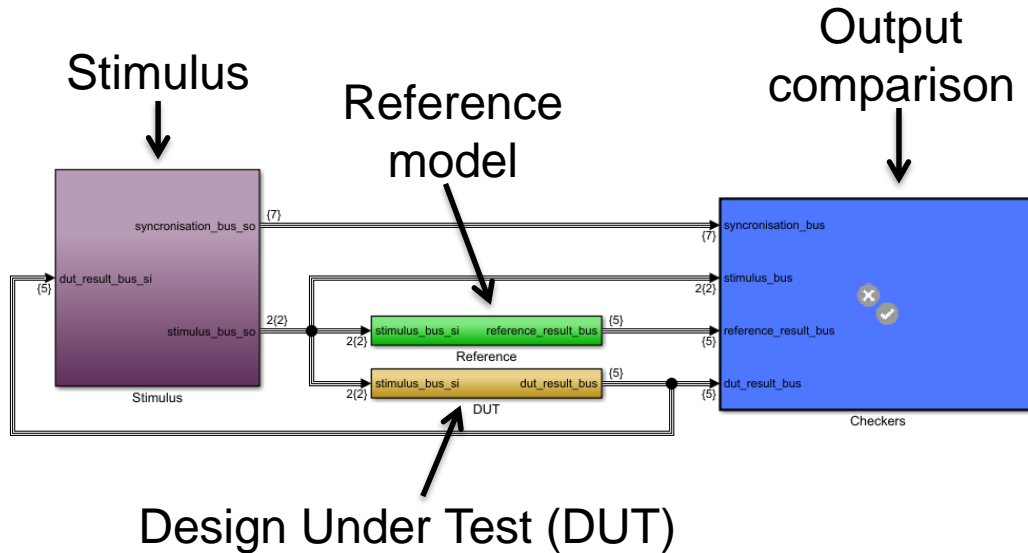 Stimulus
Reference
model
Output
comparison
syncronisation_bus_so
{7}
dut_result_bus_si
{5}
stimulus_bus_so
2{2}
Stimulus
stimulus_bus_si
2{2}
reference_result_bus
{5}
Reference
stimulus_bus_si
2{2}
dut_result_bus
{5}
DUT
{7}
syncronisation_bus
2{2}
stimulus_bus
{5}
reference_result_bus
{5}
dut_result_bus
Checkers
Design Under Test (DUT)